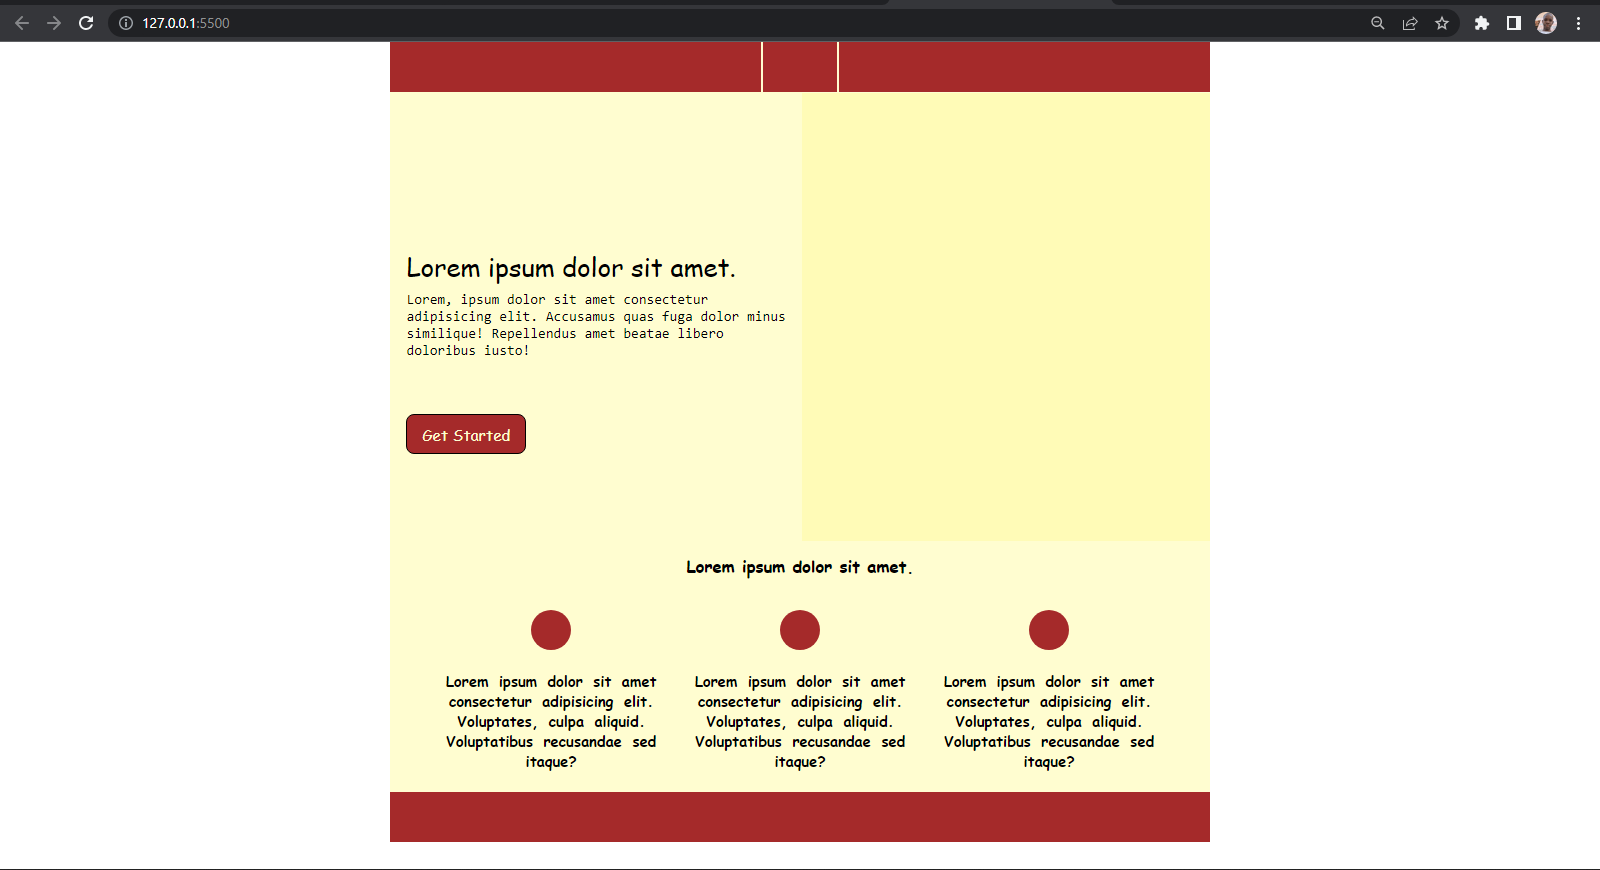 127.0.0.1:5500
Lorem ipsum dolor sit amet.
Lorem, ipsum dolor sit amet consectetur
adipisicing elit. Accusamus quas fuga dolor minus
similique! Repellendus amet beatae libero
doloribus iusto!
Get Started
Lorem ipsum dolor sit amet.
Lorem ipsum dolor sit amet
consectetur adipisicing elit.
Voluptates, culpa aliquid.
Voluptatibus recusandae sed
itaque?
Lorem ipsum dolor sit amet
consectetur adipisicing elit.
Voluptates, culpa aliquid.
Voluptatibus recusandae sed
itaque?
Lorem ipsum dolor sit amet
consectetur adipisicing elit.
Voluptates, culpa aliquid.
Voluptatibus recusandae sed
itaque?